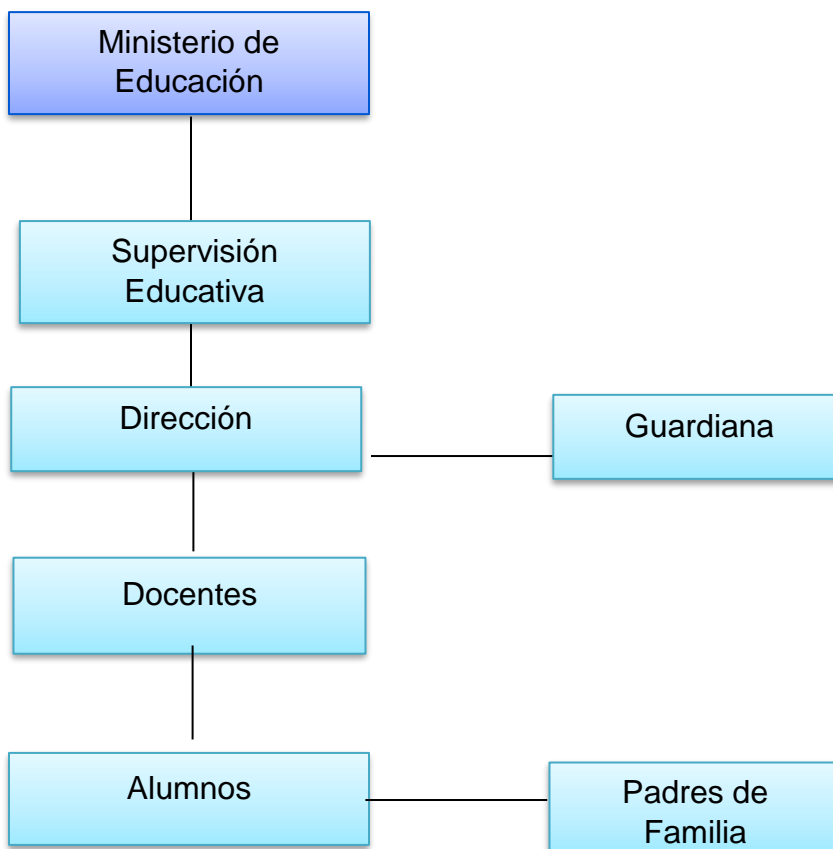 Ministerio de
Educación
Supervisión
Educativa
Dirección
Guardiana
Docentes
Alumnos
Padres de
Familia